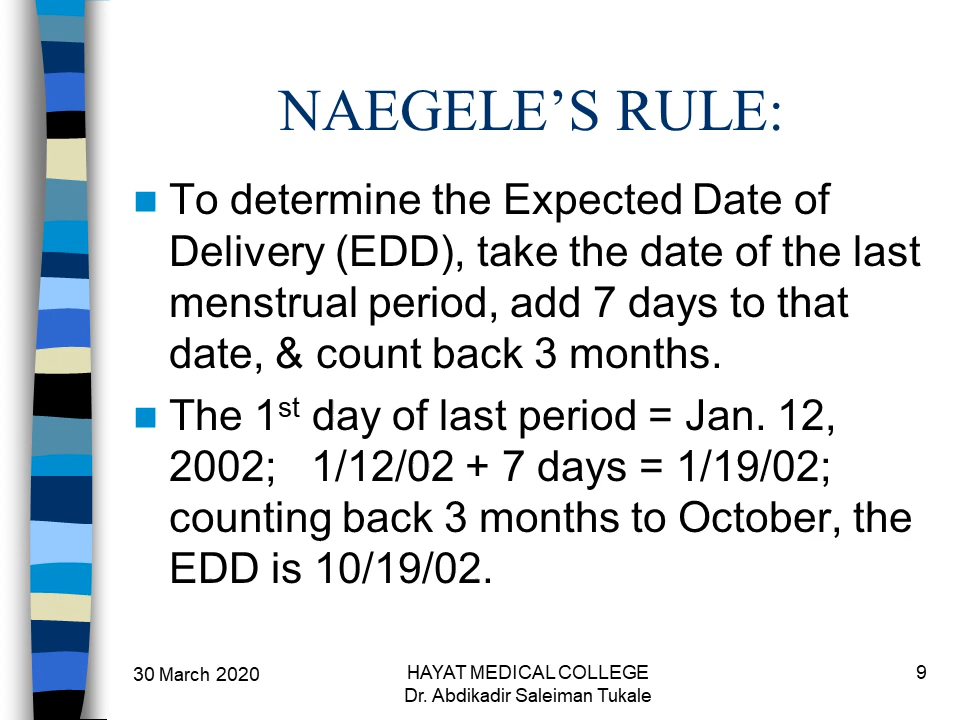 NAEGELE’S RULE:
To determine the Expected Date of
Delivery (EDD), take the date of the last
menstrual period, add 7 days to that
date, & count back 3 months.
The 1st day of last period = Jan. 12,
2002;   1/12/02 + 7 days = 1/19/02;
counting back 3 months to October, the
EDD is 10/19/02.
30 March 2020
HAYAT MEDICAL COLLEGE
Dr. Abdikadir Saleiman Tukale
9